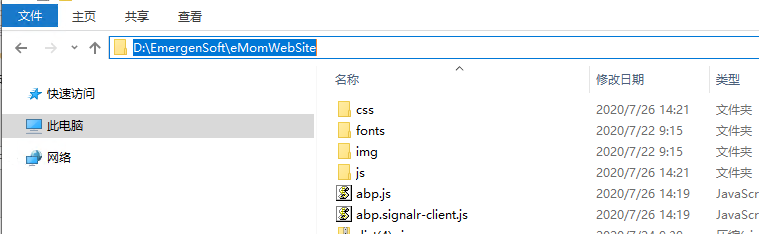 文件 主页 共享 查看
D:\EmergenSoft\eMomWebSite
名称 修改日期 类型
快速访问
此电脑
网络
css 2020/7/26 14:21 文件夹
fonts 2020/7/22 9:15 文件夹
img 2020/7/22 9:15 文件夹
js 2020/7/26 14:21 文件夹
abp.js 2020/7/26 14:19 JavaScr
abp.signalr-client.js 2020/7/26 14:19 JavaScr